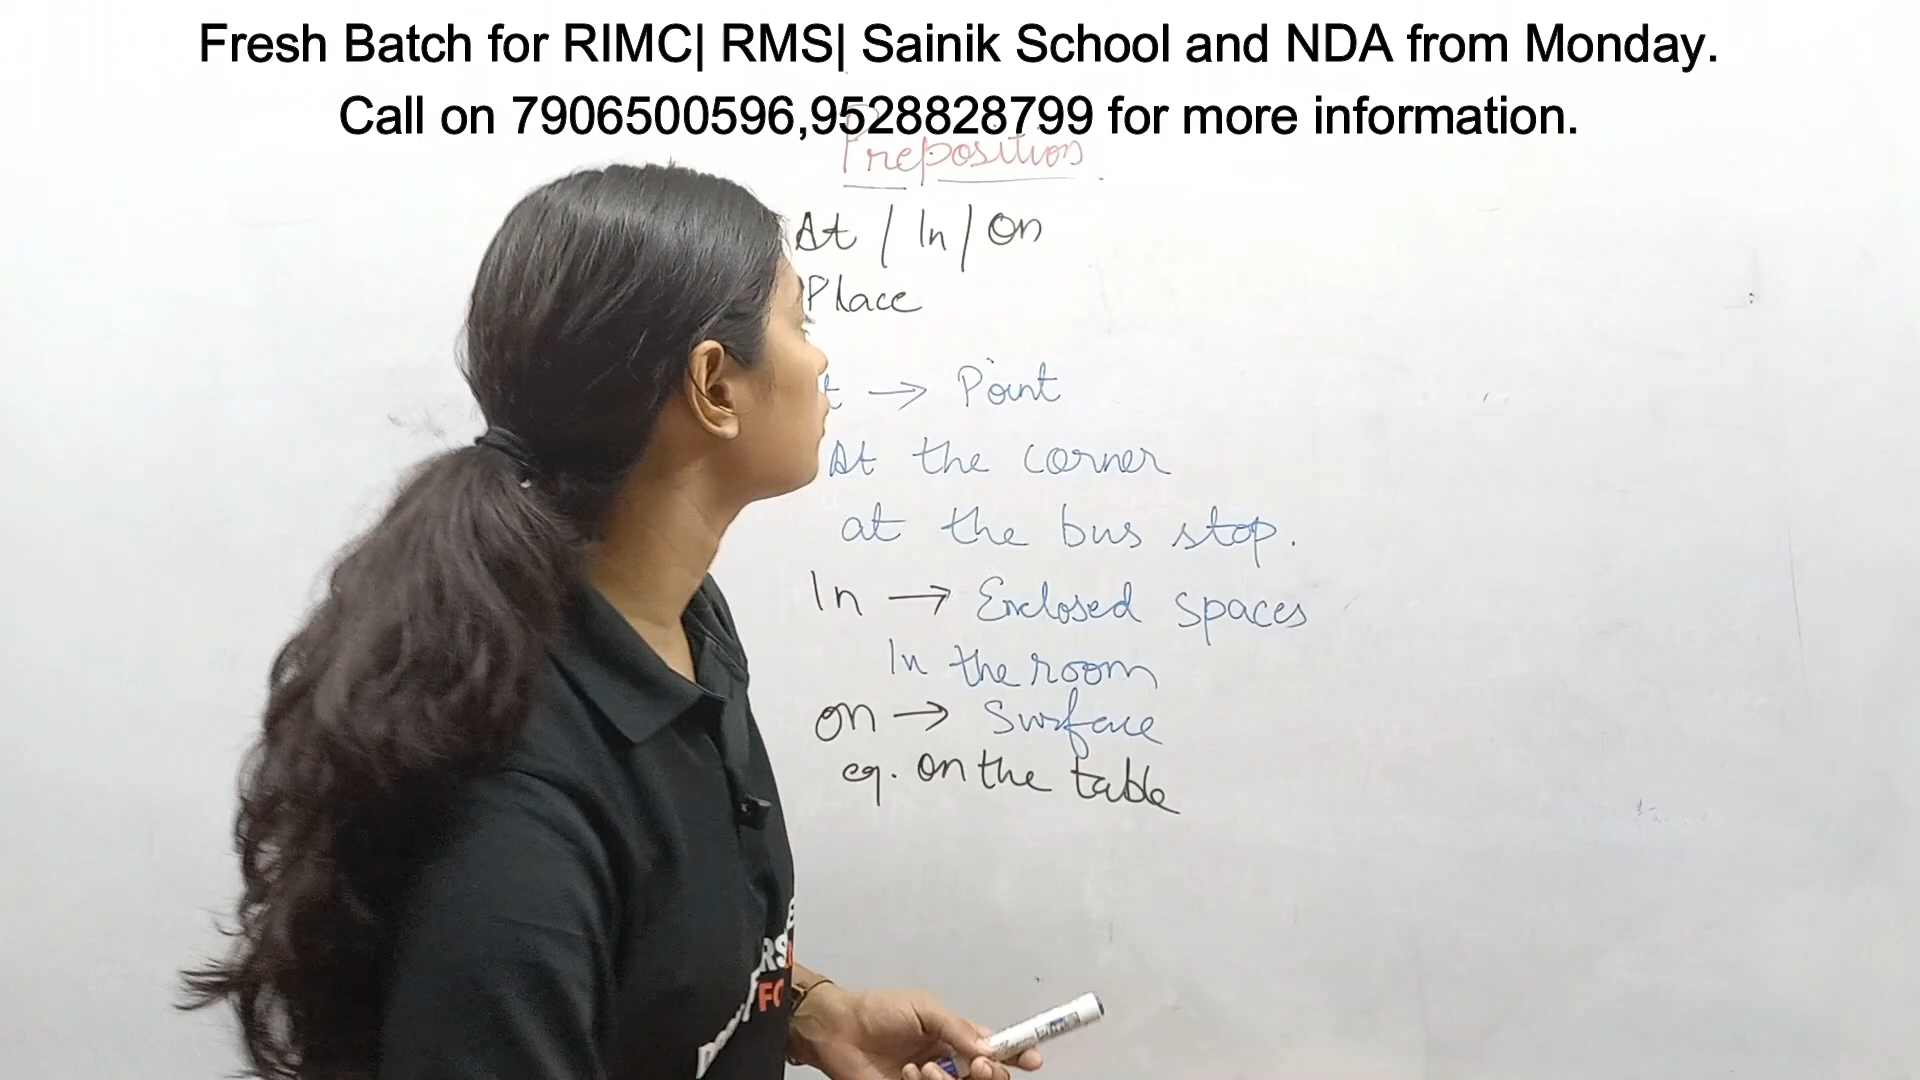 Fresh Batch for RIMC| RMS| Sainik School and NDA from Monday.
Call on 7906500596,9528828799 for more information.
Preposition
At / In / On
Place
t → Point
At the corner
at the bus stop.
In → Enclosed spaces
In the room
on → Surface
eg. on the table